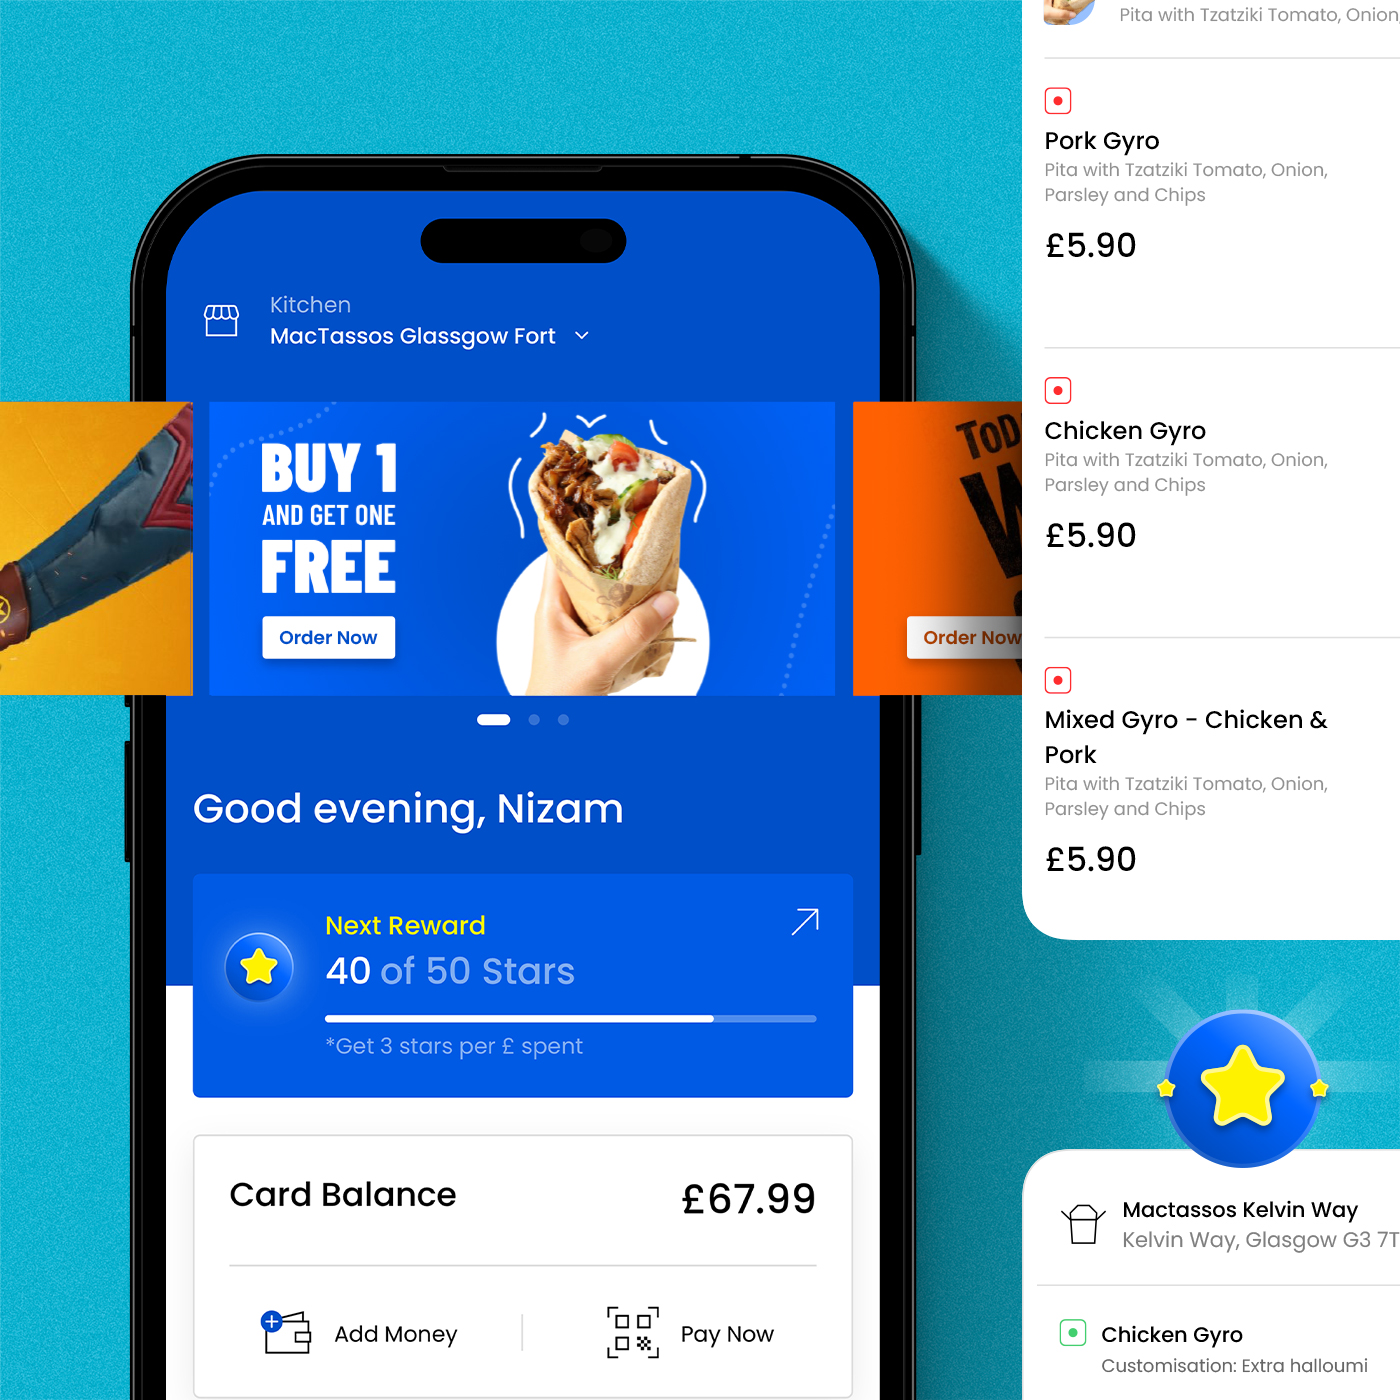 Kitchen
MacTassos Glassgow Fort
BUY 1
AND GET ONE
FREE
Order Now
Order Now
Good evening, Nizam
Next Reward
40 of 50 Stars
*Get 3 stars per £ spent
Card Balance
£67.99
Add Money
Pay Now
Pita with Tzatziki Tomato, Onion,
Pork Gyro
Pita with Tzatziki Tomato, Onion,
Parsley and Chips
£5.90
Chicken Gyro
Pita with Tzatziki Tomato, Onion,
Parsley and Chips
£5.90
Mixed Gyro - Chicken &
Pork
Pita with Tzatziki Tomato, Onion,
Parsley and Chips
£5.90
Mactassos Kelvin Way
Kelvin Way, Glasgow G3 7T
Chicken Gyro
Customisation: Extra halloumi